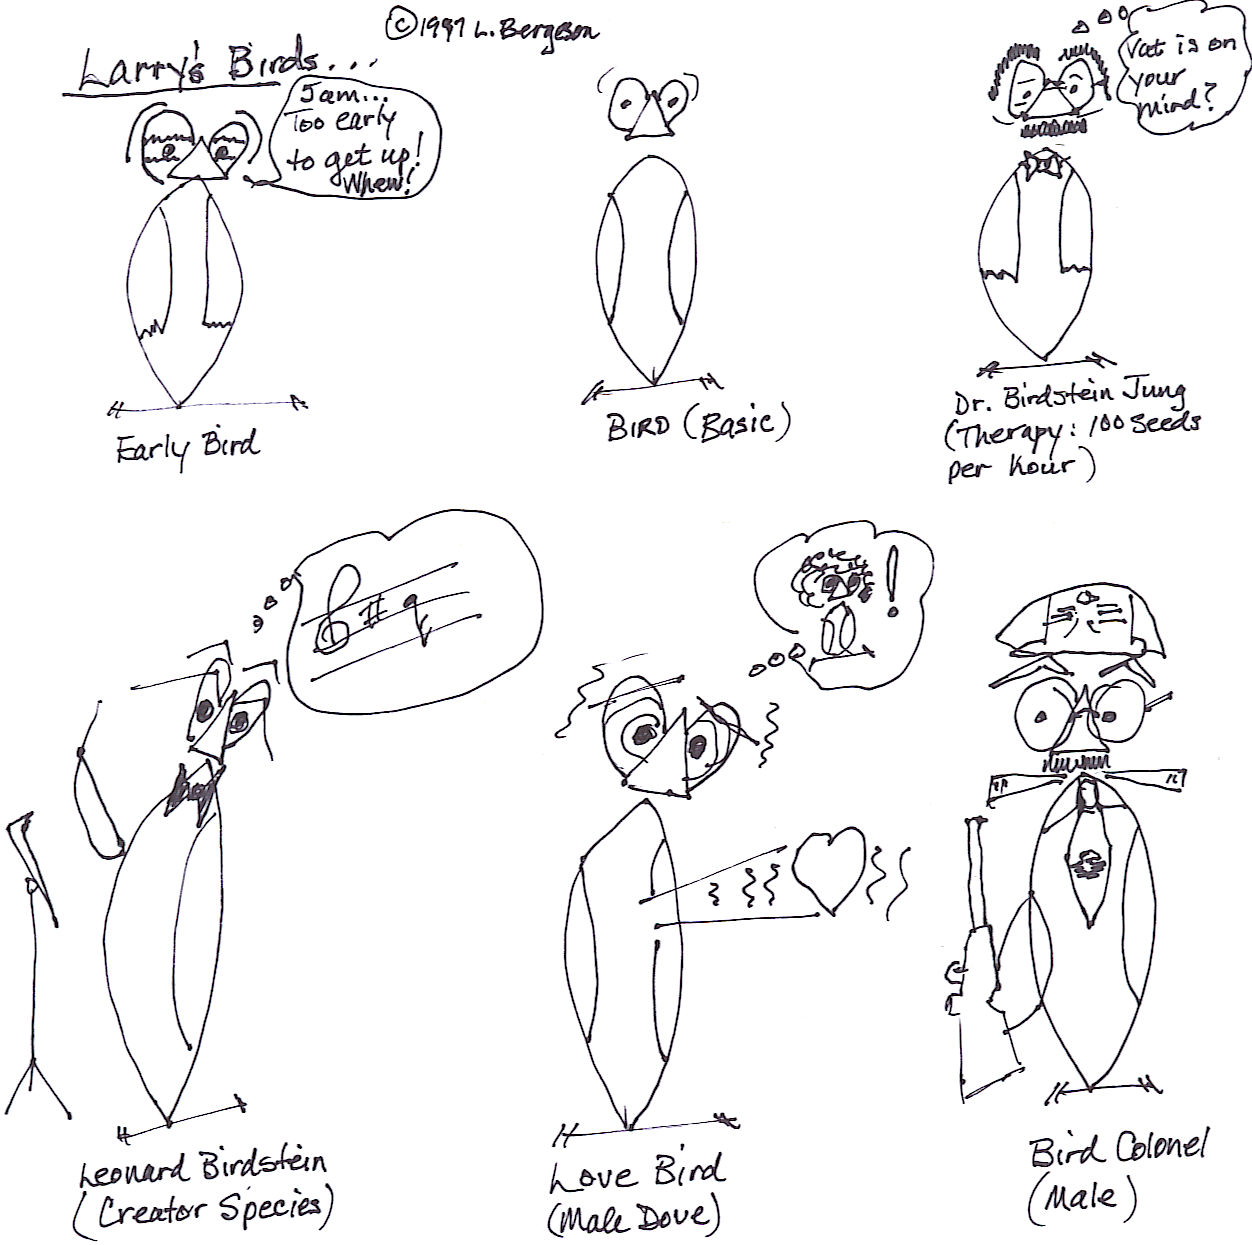 ©1997 L. Bergeson
Larry's Birds...
5am...
Too early
to get up!
Whew!
Vat is on
your
mind?
Early Bird
BIRD (Basic)
Dr. Birdstein Jung
(Therapy: 100 Seeds
per hour)
!
Leonard Birdstein
(Creator Species)
Love Bird
(Male Dove)
Bird Colonel
(Male)